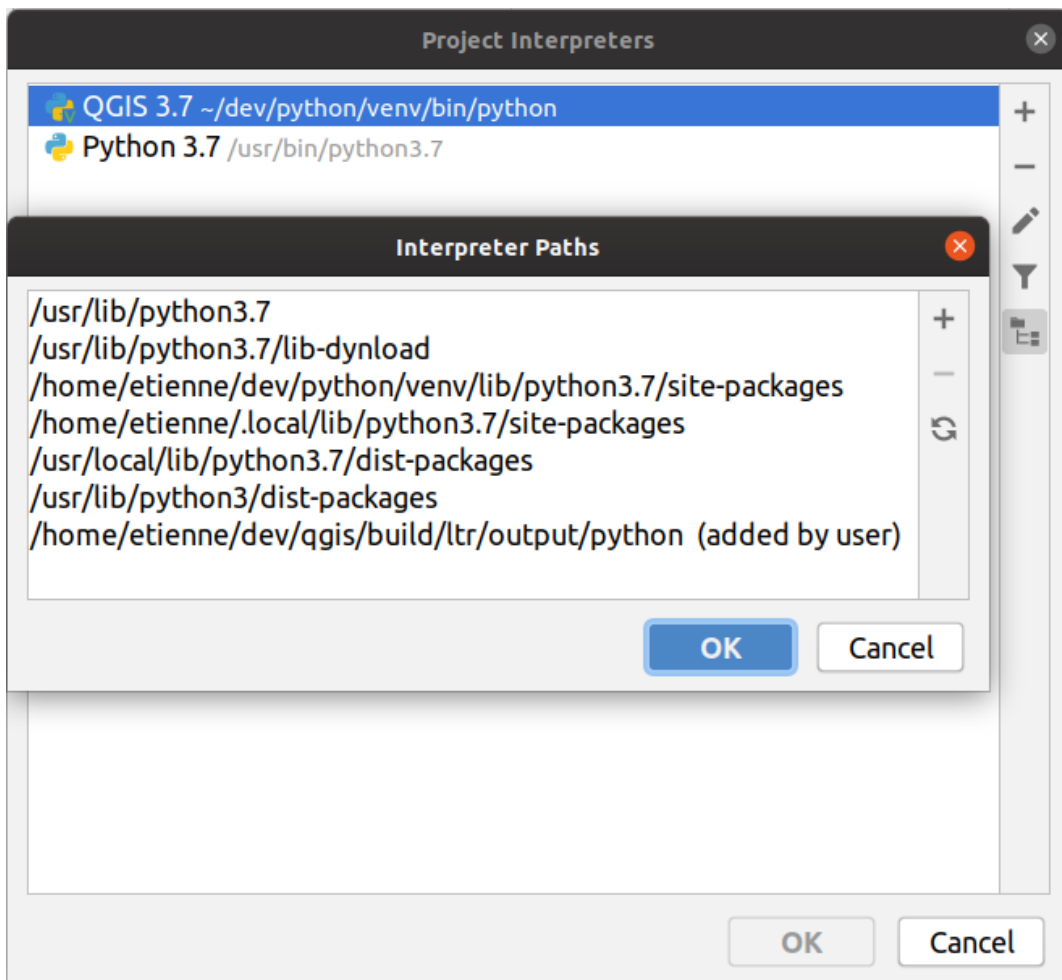 Project Interpreters
QGIS 3.7 ~/dev/python/venv/bin/python
Python 3.7 /usr/bin/python3.7
Interpreter Paths
/usr/lib/python3.7
/usr/lib/python3.7/lib-dynload
/home/etienne/dev/python/venv/lib/python3.7/site-packages
/home/etienne/.local/lib/python3.7/site-packages
/usr/local/lib/python3.7/dist-packages
/usr/lib/python3/dist-packages
/home/etienne/dev/qgis/build/ltr/output/python (added by user)
OK Cancel
OK Cancel